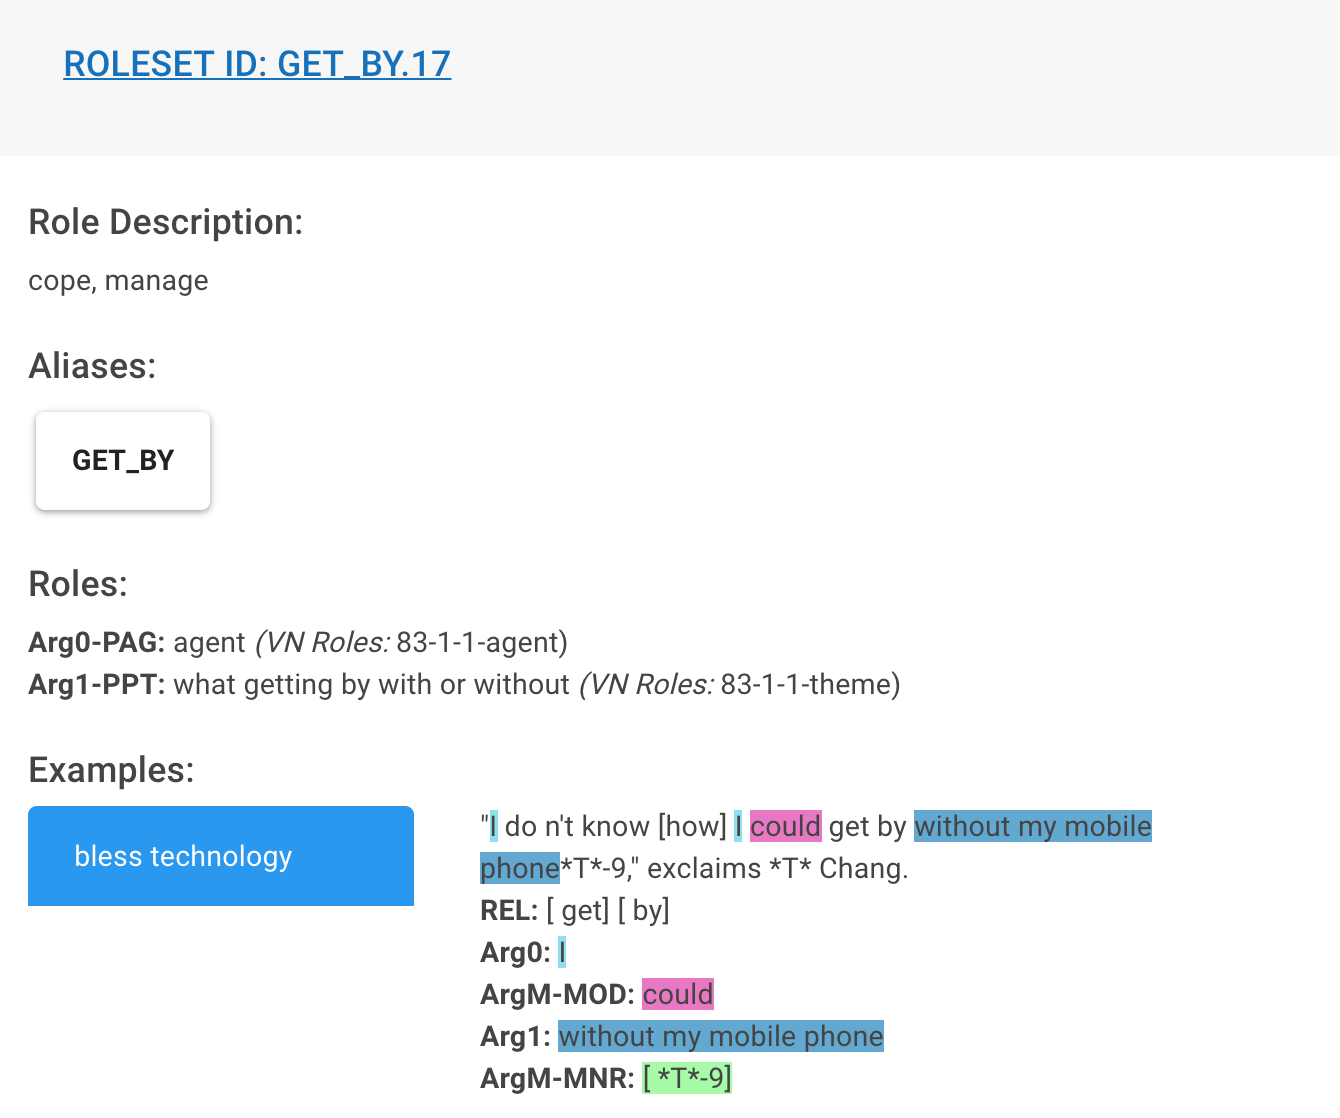 ROLESET ID: GET_BY.17
Role Description:
cope, manage
Aliases:
GET_BY
Roles:
Arg0-PAG: agent (VN Roles: 83-1-1-agent)
Arg1-PPT: what getting by with or without (VN Roles: 83-1-1-theme)
Examples:
bless technology
"I do n't know [how] I could get by without my mobile
phone*T*-9," exclaims *T* Chang.
REL: [ get] [ by]
Arg0: I
ArgM-MOD: could
Arg1: without my mobile phone
ArgM-MNR: [ *T*-9]